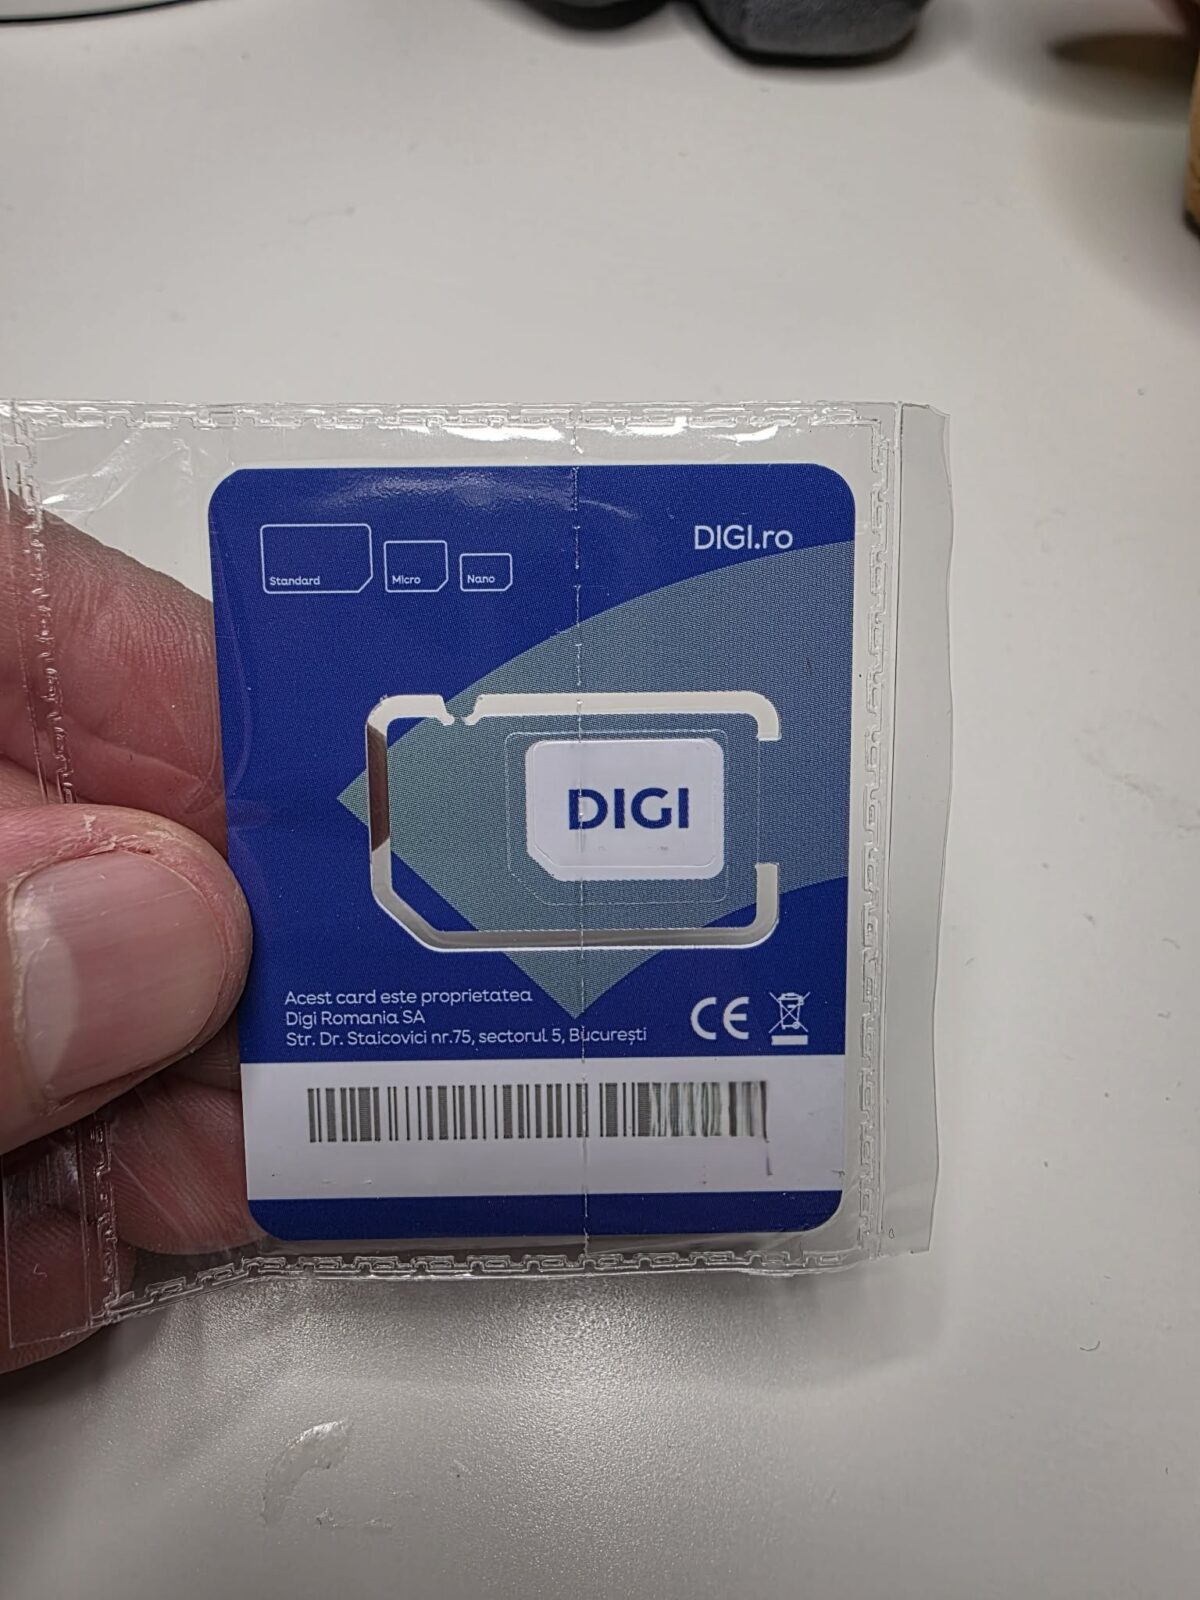 Standard
Micro
Nano
DIGI.ro
DIGI
Acest card este proprietatea
Digi Romania SA
Str. Dr. Staicovici nr.75, sectorul 5, București
CE